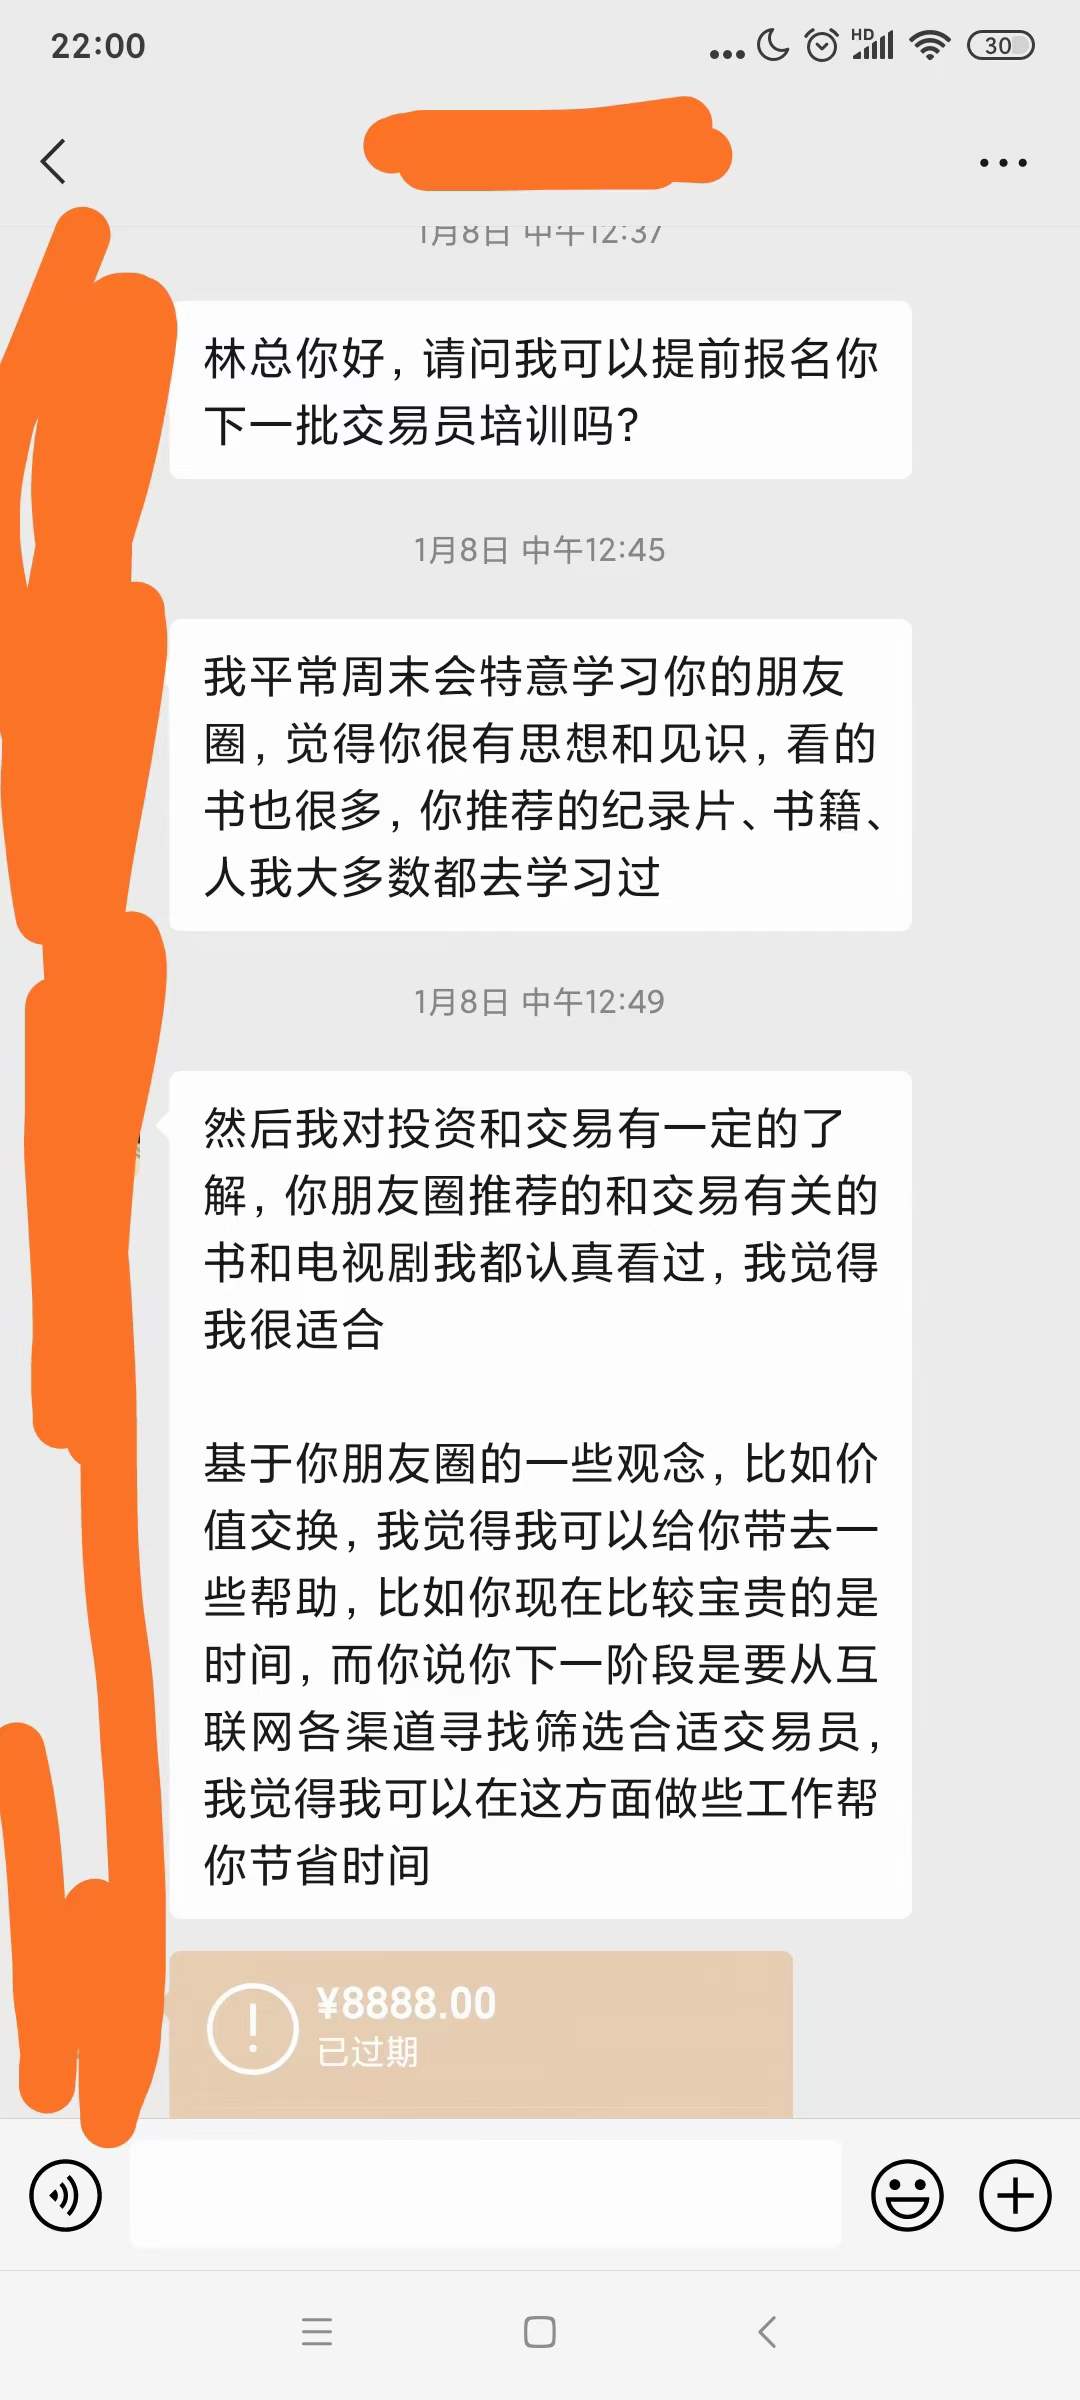 22:00
HD
30
1月8日 中午12:37
林总你好，请问我可以提前报名你
下一批交易员培训吗？
1月8日 中午12:45
我平常周末会特意学习你的朋友
圈，觉得你很有思想和见识，看的
书也很多，你推荐的纪录片、书籍、
人我大多数都去学习过
1月8日 中午12:49
然后我对投资和交易有一定的了
解，你朋友圈推荐的和交易有关的
书和电视剧我都认真看过，我觉得
我很适合
基于你朋友圈的一些观念，比如价
值交换，我觉得我可以给你带去一
些帮助，比如你现在比较宝贵的是
时间，而你说你下一阶段是要从互
联网各渠道寻找筛选合适交易员，
我觉得我可以在这方面做些工作帮
你节省时间
¥8888.00
已过期